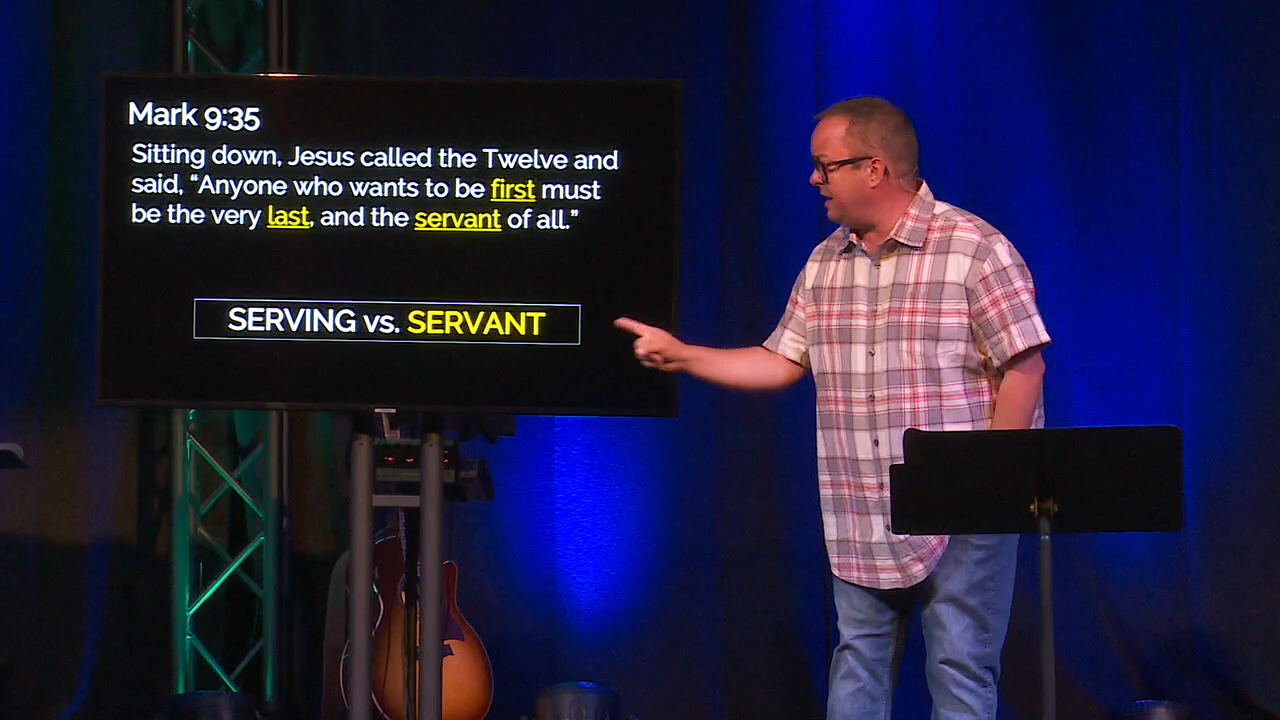 Mark 9:35
Sitting down, Jesus called the Twelve and
said, “Anyone who wants to be first must
be the very last, and the servant of all.”
SERVING vs. SERVANT